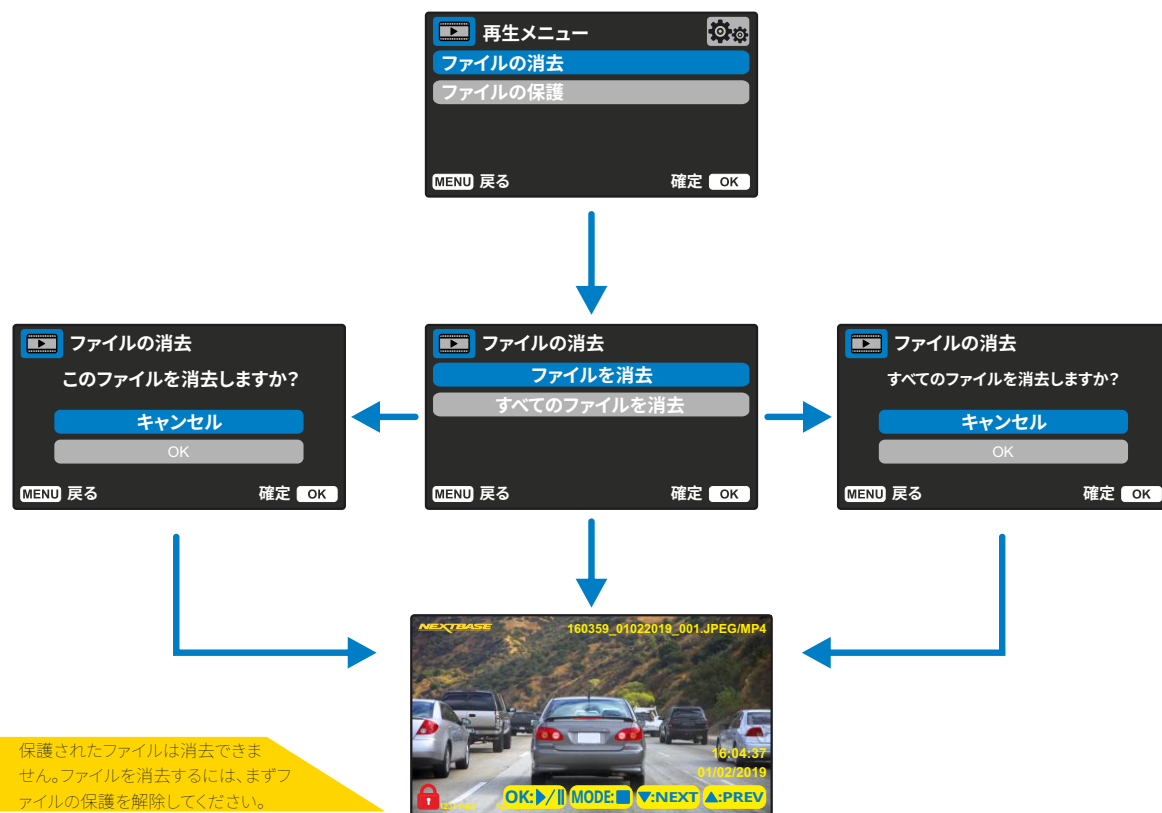 再生メニュー
ファイルの消去
ファイルの保護
MENU 戻る
確定 OK
ファイルの消去
このファイルを消去しますか?
キャンセル
OK
MENU 戻る
確定 OK
ファイルの消去
ファイルを消去
すべてのファイルを消去
MENU 戻る
確定 OK
ファイルの消去
すべてのファイルを消去しますか?
キャンセル
OK
MENU 戻る
確定 OK
NEXTBASE
160359_01022019_001.JPEG/MP4
16:04:37
01/02/2019
OK: MODE: ▼:NEXT ▲:PREV
保護されたファイルは消去できま
せん。ファイルを消去するには、まずフ
ァイルの保護を解除してください。